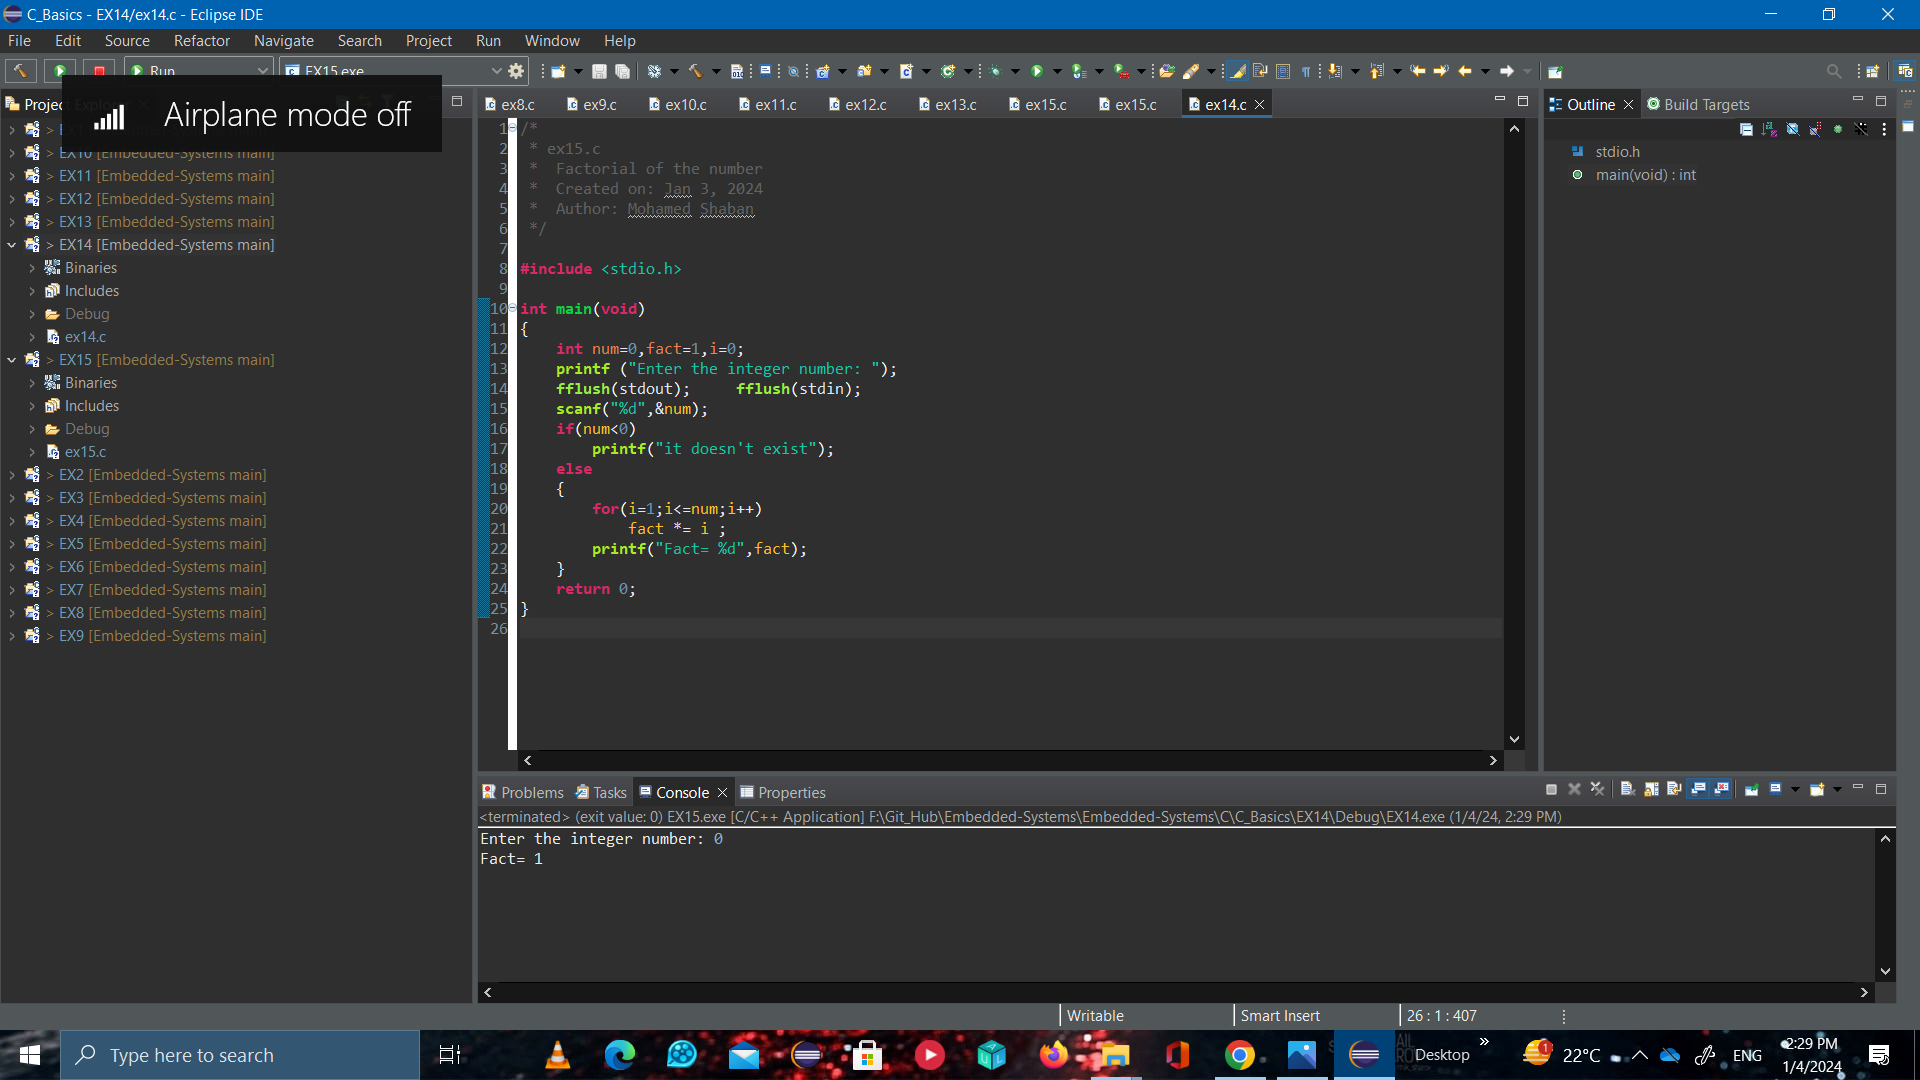 C_Basics - EX14/ex14.c - Eclipse IDE
File Edit Source Refactor Navigate Search Project Run Window Help
Run EX15.exe
Airplane mode off
ex8.c ex9.c ex10.c ex11.c ex12.c ex13.c ex15.c ex15.c ex14.c
Outline Build Targets
> EX10 [Embedded-Systems main]
> EX11 [Embedded-Systems main]
> EX12 [Embedded-Systems main]
> EX13 [Embedded-Systems main]
> EX14 [Embedded-Systems main]
Binaries
Includes
Debug
ex14.c
> EX15 [Embedded-Systems main]
Binaries
Includes
Debug
ex15.c
> EX2 [Embedded-Systems main]
> EX3 [Embedded-Systems main]
> EX4 [Embedded-Systems main]
> EX5 [Embedded-Systems main]
> EX6 [Embedded-Systems main]
> EX7 [Embedded-Systems main]
> EX8 [Embedded-Systems main]
> EX9 [Embedded-Systems main]
1 /*
2 * ex15.c
3 * Factorial of the number
4 * Created on: Jan 3, 2024
5 * Author: Mohamed Shaban
6 */
7
8 #include <stdio.h>
9
10 int main(void)
11 {
12 int num=0,fact=1,i=0;
13 printf ("Enter the integer number: ");
14 fflush(stdout); fflush(stdin);
15 scanf("%d",&num);
16 if(num<0)
17 printf("it doesn't exist");
18 else
19 {
20 for(i=1;i<=num;i++)
21 fact *= i ;
22 printf("Fact= %d",fact);
23 }
24 return 0;
25 }
26
stdio.h
main(void) : int
Problems Tasks Console Properties
<terminated> (exit value: 0) EX15.exe [C/C++ Application] F:\Git_Hub\Embedded-Systems\Embedded-Systems\C\C_Basics\EX14\Debug\EX14.exe (1/4/24, 2:29 PM)
Enter the integer number: 0
Fact= 1
Writable Smart Insert 26 : 1 : 407
Type here to search
Desktop
1
22°C
ENG
2:29 PM
1/4/2024